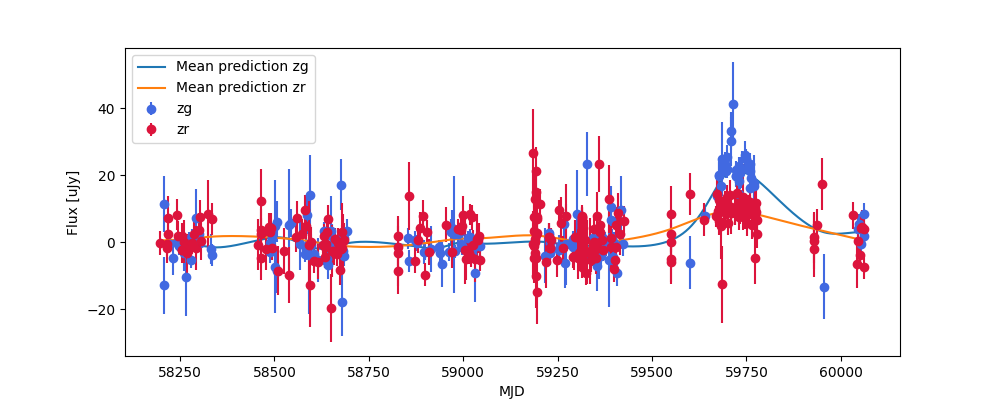 Mean prediction zg
Mean prediction zr
zg
zr
Flux [uJy]
40
20
0
−20
58250 58500 58750 59000 59250 59500 59750 60000
MJD